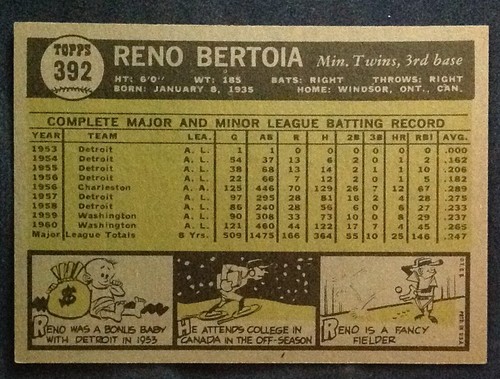 TOPPS
392
RENO BERTOIA Min. Twins, 3rd base
HT: 6'0" WT: 185 BATS: RIGHT THROWS: RIGHT
BORN: JANUARY 8, 1935 HOME: WINDSOR, ONT., CAN.
COMPLETE MAJOR AND MINOR LEAGUE BATTING RECORD
YEAR TEAM LEA. G AB R H 2B 3B HR RBI AVG.
1953 Detroit A. L. 1 1 0 0 0 0 0 0 .000
1954 Detroit A. L. 54 37 13 6 2 0 1 2 .162
1955 Detroit A. L. 38 68 13 14 2 1 1 10 .206
1956 Detroit A. L. 22 66 7 12 2 0 1 5 .182
1956 Charleston A. A. 125 446 70 129 26 7 12 67 .289
1957 Detroit A. L. 97 295 28 81 16 2 4 28 .275
1958 Detroit A. L. 86 240 28 56 6 0 6 27 .233
1959 Washington A. L. 90 308 33 73 10 0 8 29 .237
1960 Washington A. L. 121 460 44 122 17 7 4 45 .265
Major League Totals 8 Yrs. 509 1475 166 364 55 10 25 146 .247
$
RENO WAS A BONUS BABY
WITH DETROIT IN 1953
HE ATTENDS COLLEGE IN
CANADA IN THE OFF-SEASON
RENO IS A FANCY
FIELDER